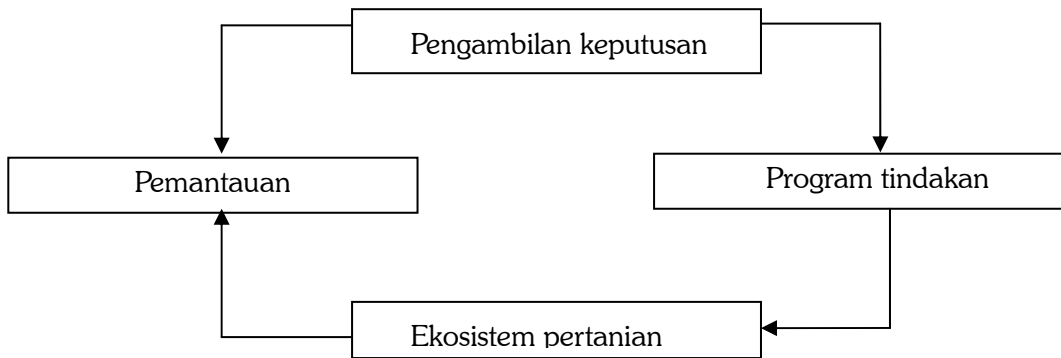 Pengambilan keputusan
Pemantauan
Program tindakan
Ekosistem pertanian